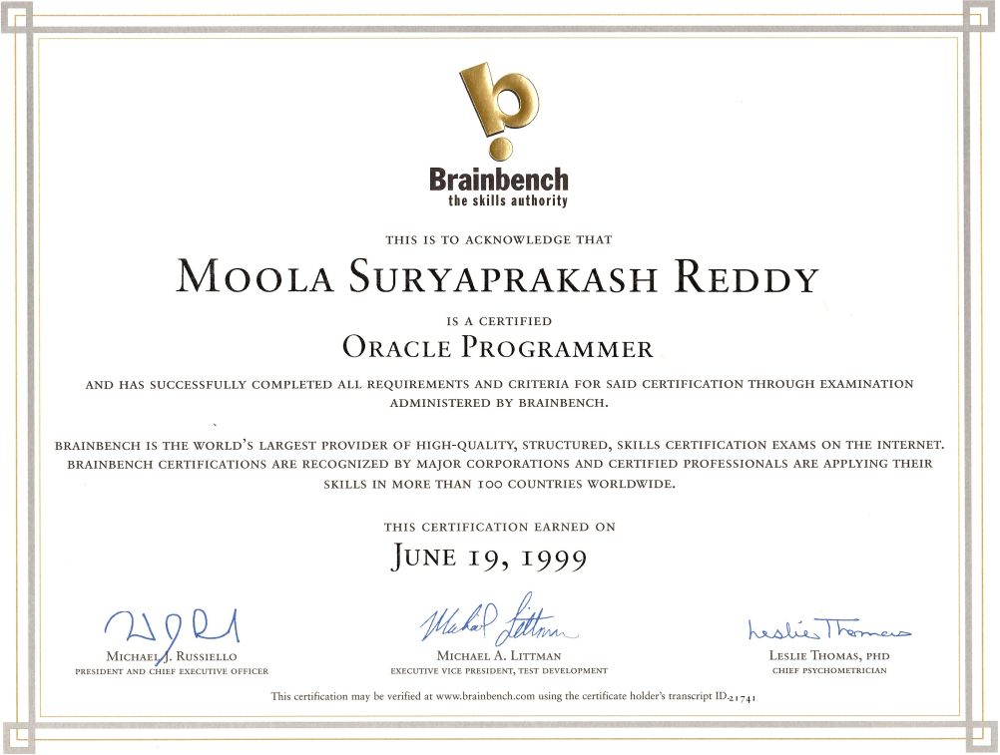 Brainbench
the skills authority
THIS IS TO ACKNOWLEDGE THAT
MOOLA SURYAPRAKASH REDDY
IS A CERTIFIED
ORACLE PROGRAMMER
AND HAS SUCCESSFULLY COMPLETED ALL REQUIREMENTS AND CRITERIA FOR SAID CERTIFICATION THROUGH EXAMINATION
ADMINISTERED BY BRAINBENCH.
BRAINBENCH IS THE WORLD'S LARGEST PROVIDER OF HIGH-QUALITY, STRUCTURED, SKILLS CERTIFICATION EXAMS ON THE INTERNET.
BRAINBENCH CERTIFICATIONS ARE RECOGNIZED BY MAJOR CORPORATIONS AND CERTIFIED PROFESSIONALS ARE APPLYING THEIR
SKILLS IN MORE THAN 100 COUNTRIES WORLDWIDE.
THIS CERTIFICATION EARNED ON
JUNE 19, 1999
Michael Littman
Leslie Thomas
MICHAEL J. RUSSIELLO
PRESIDENT AND CHIEF EXECUTIVE OFFICER
MICHAEL A. LITTMAN
EXECUTIVE VICE PRESIDENT, TEST DEVELOPMENT
LESLIE THOMAS, PHD
CHIEF PSYCHOMETRICIAN
This certification may be verified at www.brainbench.com using the certificate holder's transcript ID.21741